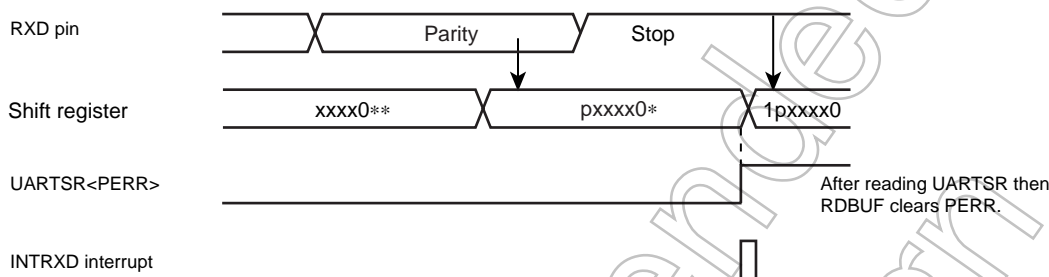 RXD pin
Parity
Stop
Shift register
xxxx0**
pxxxx0*
1pxxxx0
UARTSR<PERR>
After reading UARTSR then
RDBUF clears PERR.
INTRXD interrupt